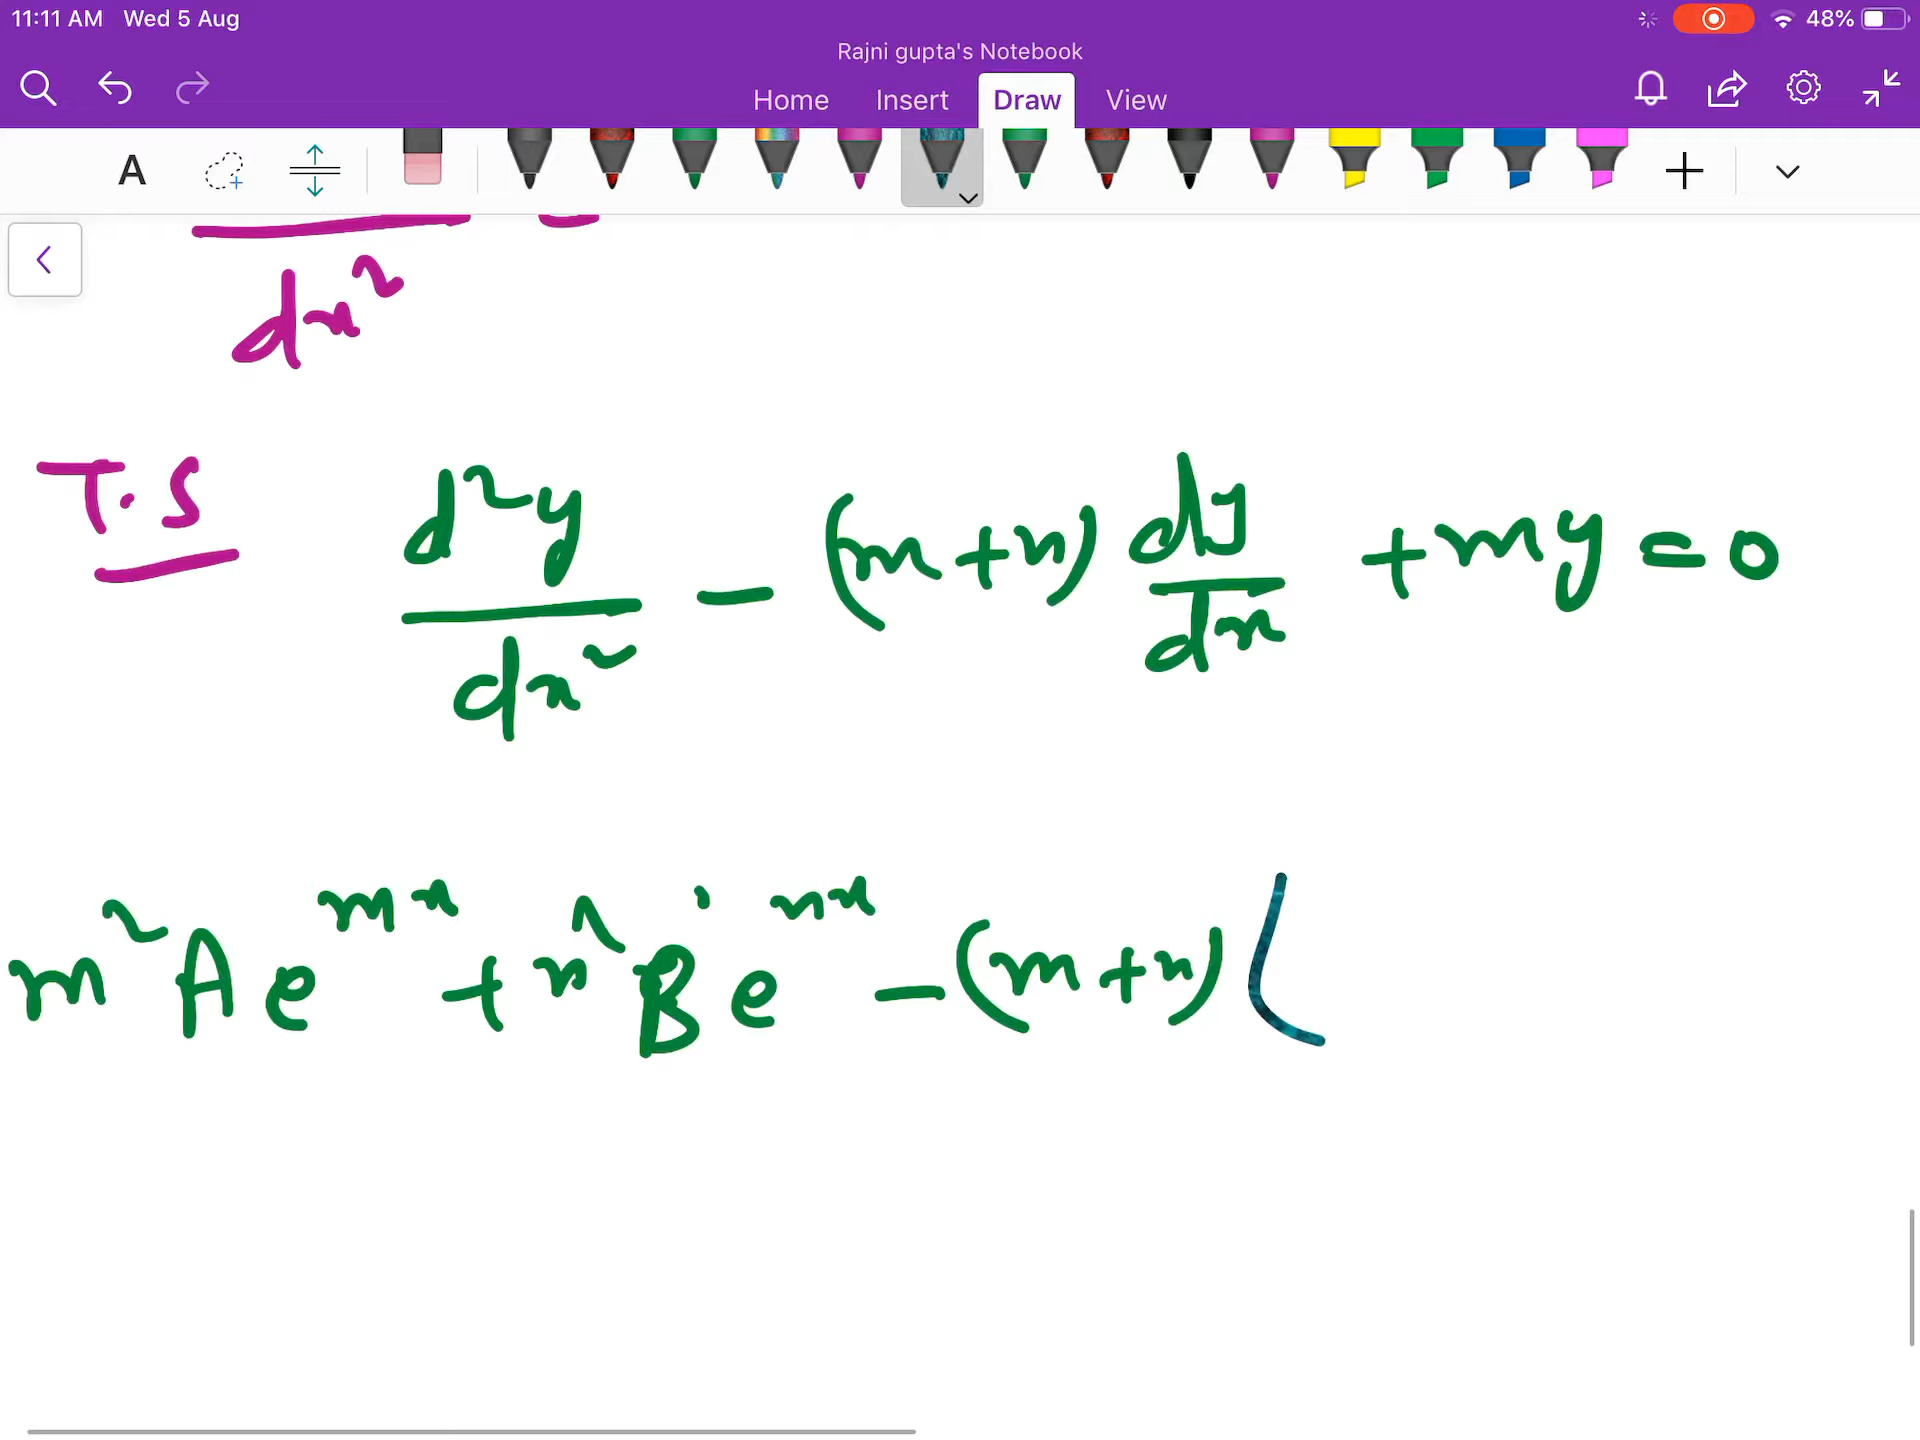 11:11 AM Wed 5 Aug 48%
Rajni gupta's Notebook
Home Insert Draw View
A
dx²
T.S d²y/dx² - (m+n) dy/dx + my = 0
m²Ae^mx + n²Be^nx - (m+n)(